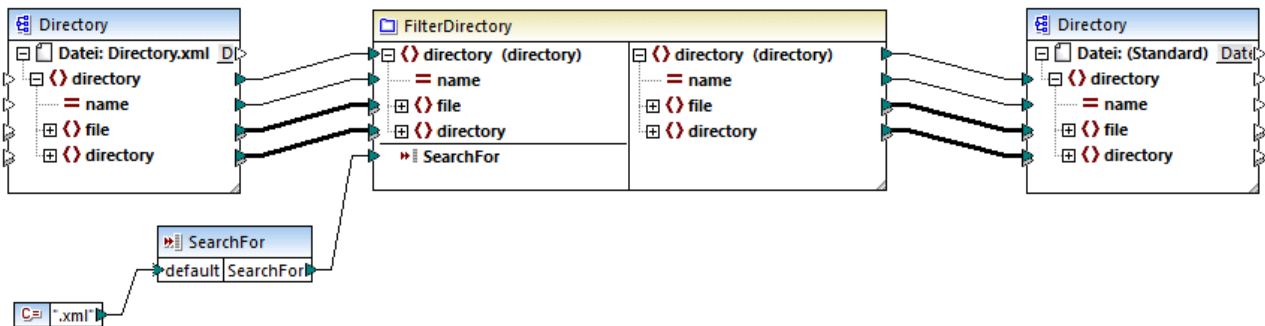 Directory
Datei: Directory.xml D
directory
name
file
directory
FilterDirectory
directory (directory)
name
file
directory
SearchFor
directory (directory)
name
file
directory
Directory
Datei: (Standard) Datei
directory
name
file
directory
SearchFor
default SearchFor
C= ".xml"